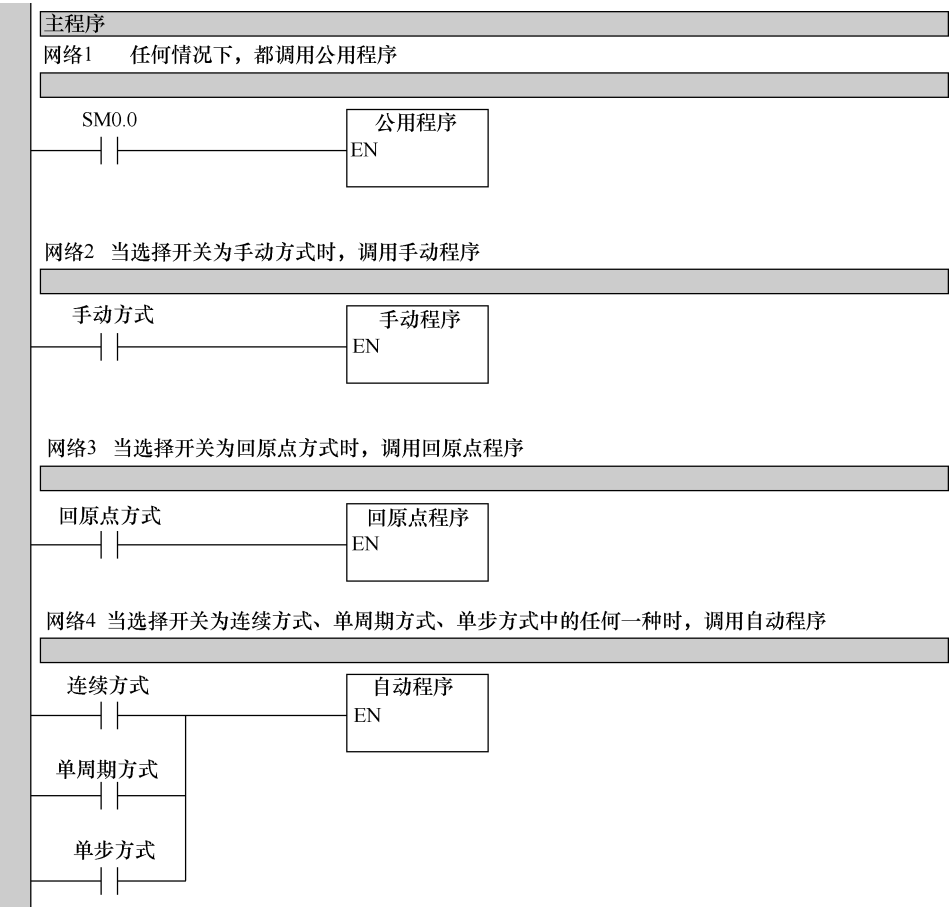 主程序
网络1 任何情况下，都调用公用程序
SM0.0
公用程序
EN
网络2 当选择开关为手动方式时，调用手动程序
手动方式
手动程序
EN
网络3 当选择开关为回原点方式时，调用回原点程序
回原点方式
回原点程序
EN
网络4 当选择开关为连续方式、单周期方式、单步方式中的任何一种时，调用自动程序
连续方式
自动程序
EN
单周期方式
单步方式